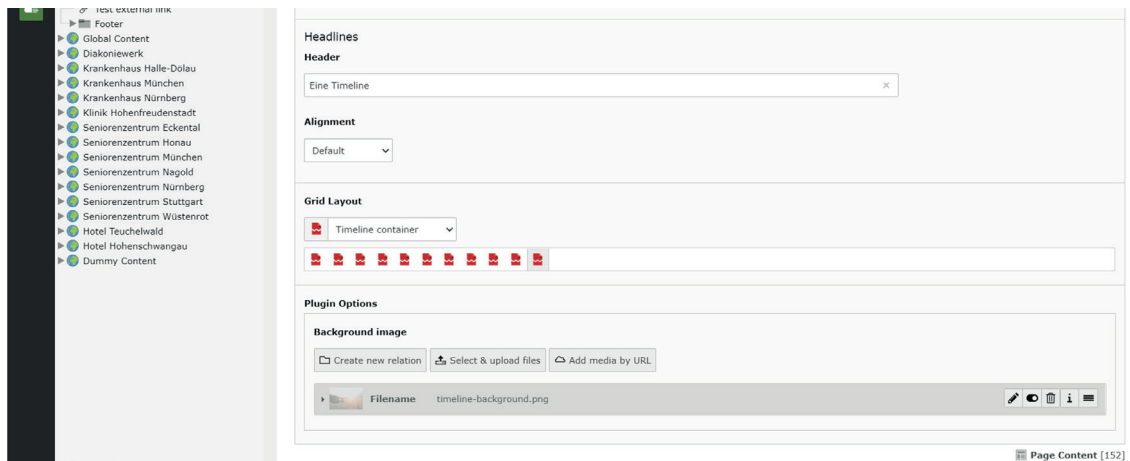 Test external link
Footer
Global Content
Diakoniewerk
Krankenhaus Halle-Dölau
Krankenhaus München
Krankenhaus Nürnberg
Klinik Hohenfreudenstadt
Seniorenzentrum Eckental
Seniorenzentrum Honau
Seniorenzentrum München
Seniorenzentrum Nagold
Seniorenzentrum Nürnberg
Seniorenzentrum Stuttgart
Seniorenzentrum Wüstenrot
Hotel Teuchelwald
Hotel Hohenschwangau
Dummy Content
Headlines
Header
Eine Timeline
Alignment
Default
Grid Layout
Timeline container
Plugin Options
Background image
Create new relation Select & upload files Add media by URL
Filename timeline-background.png
Page Content [152]